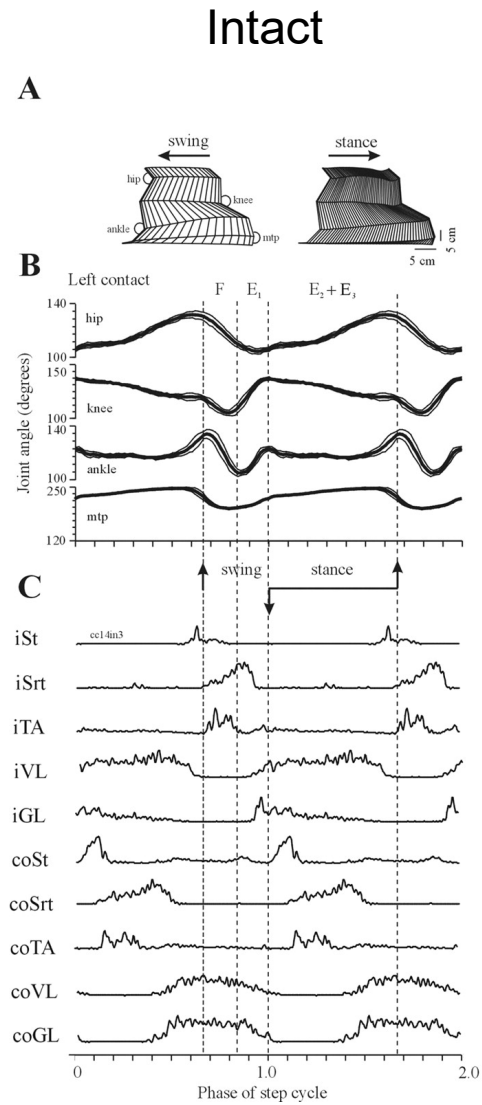 Intact
A
swing
stance
hip
knee
ankle
mtp
5 cm
5 cm
B
Left contact
F
E1
E2 + E3
Joint angle (degrees)
140
hip
100
150
knee
100
140
ankle
100
250
mtp
120
C
swing
stance
iSt
cc14in3
iSrt
iTA
iVL
iGL
coSt
coSrt
coTA
coVL
coGL
0
1.0
2.0
Phase of step cycle